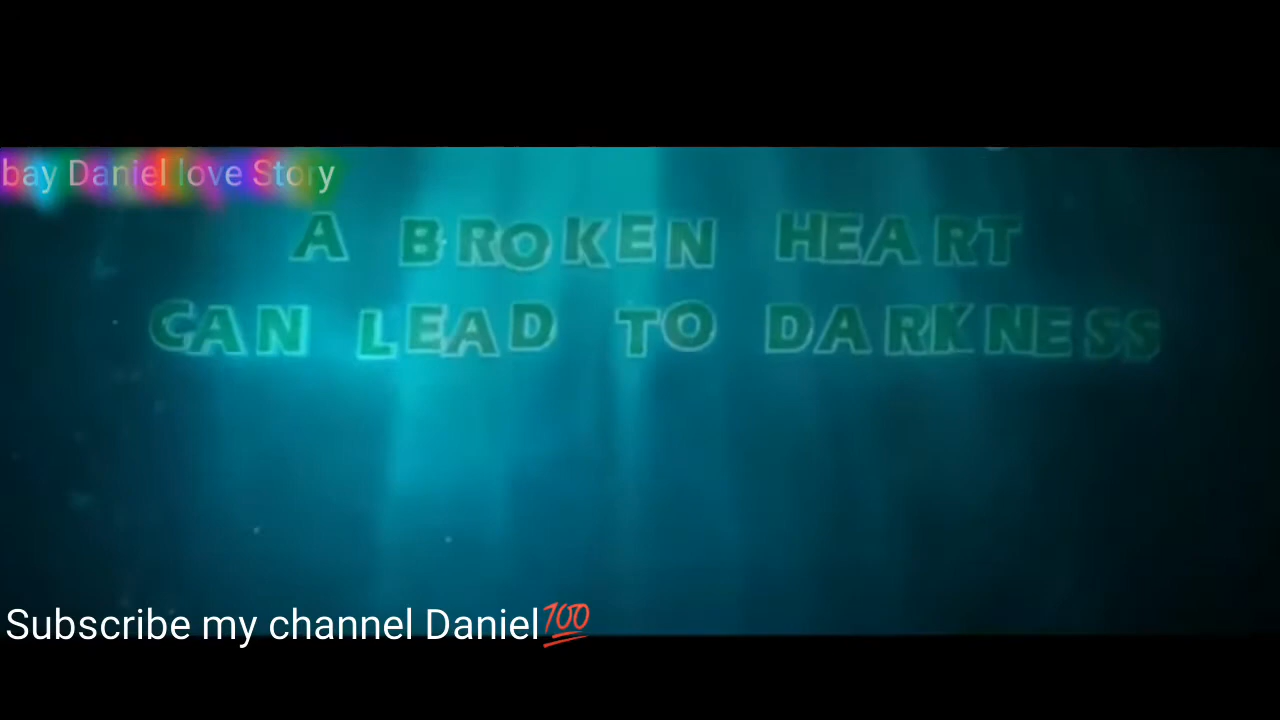 bay Daniel love Story
A BROKEN HEART
CAN LEAD TO DARKNESS
Subscribe my channel Daniel💯